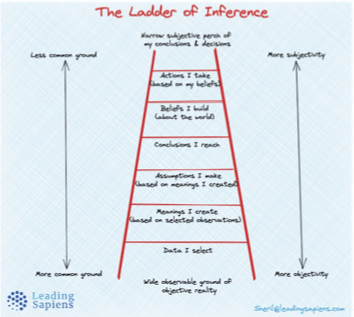 The Ladder of Inference
Narrow subjective perch of
my conclusions & decisions
Less common ground
More subjectivity
Actions I take
(based on my beliefs)
Beliefs I build
(about the world)
Conclusions I reach
Assumptions I make
(based on meanings I created)
Meanings I create
(based on selected observations)
Data I select
More common ground
Wide observable ground of
objective reality
More objectivity
Leading
Sapiens
Sheril@leadingsapiens.com